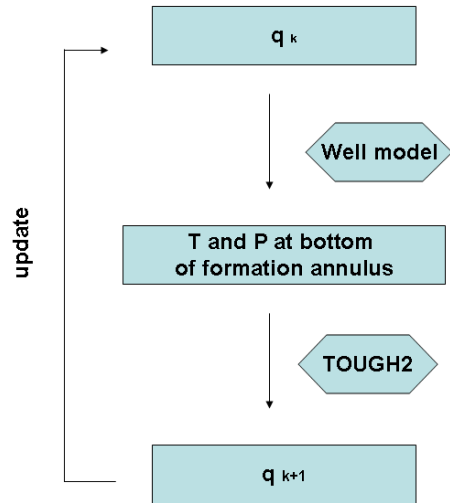 q k
Well model
T and P at bottom
of formation annulus
update
TOUGH2
q k+1